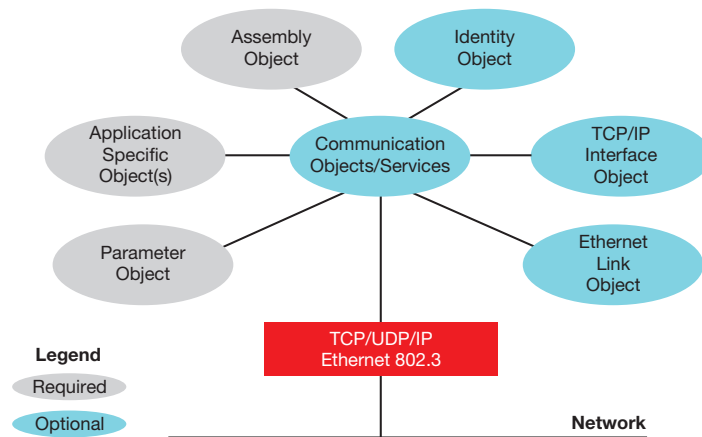 Assembly
Object
Identity
Object
Application
Specific
Object(s)
Communication
Objects/Services
TCP/IP
Interface
Object
Parameter
Object
Ethernet
Link
Object
TCP/UDP/IP
Ethernet 802.3
Legend
Required
Optional
Network